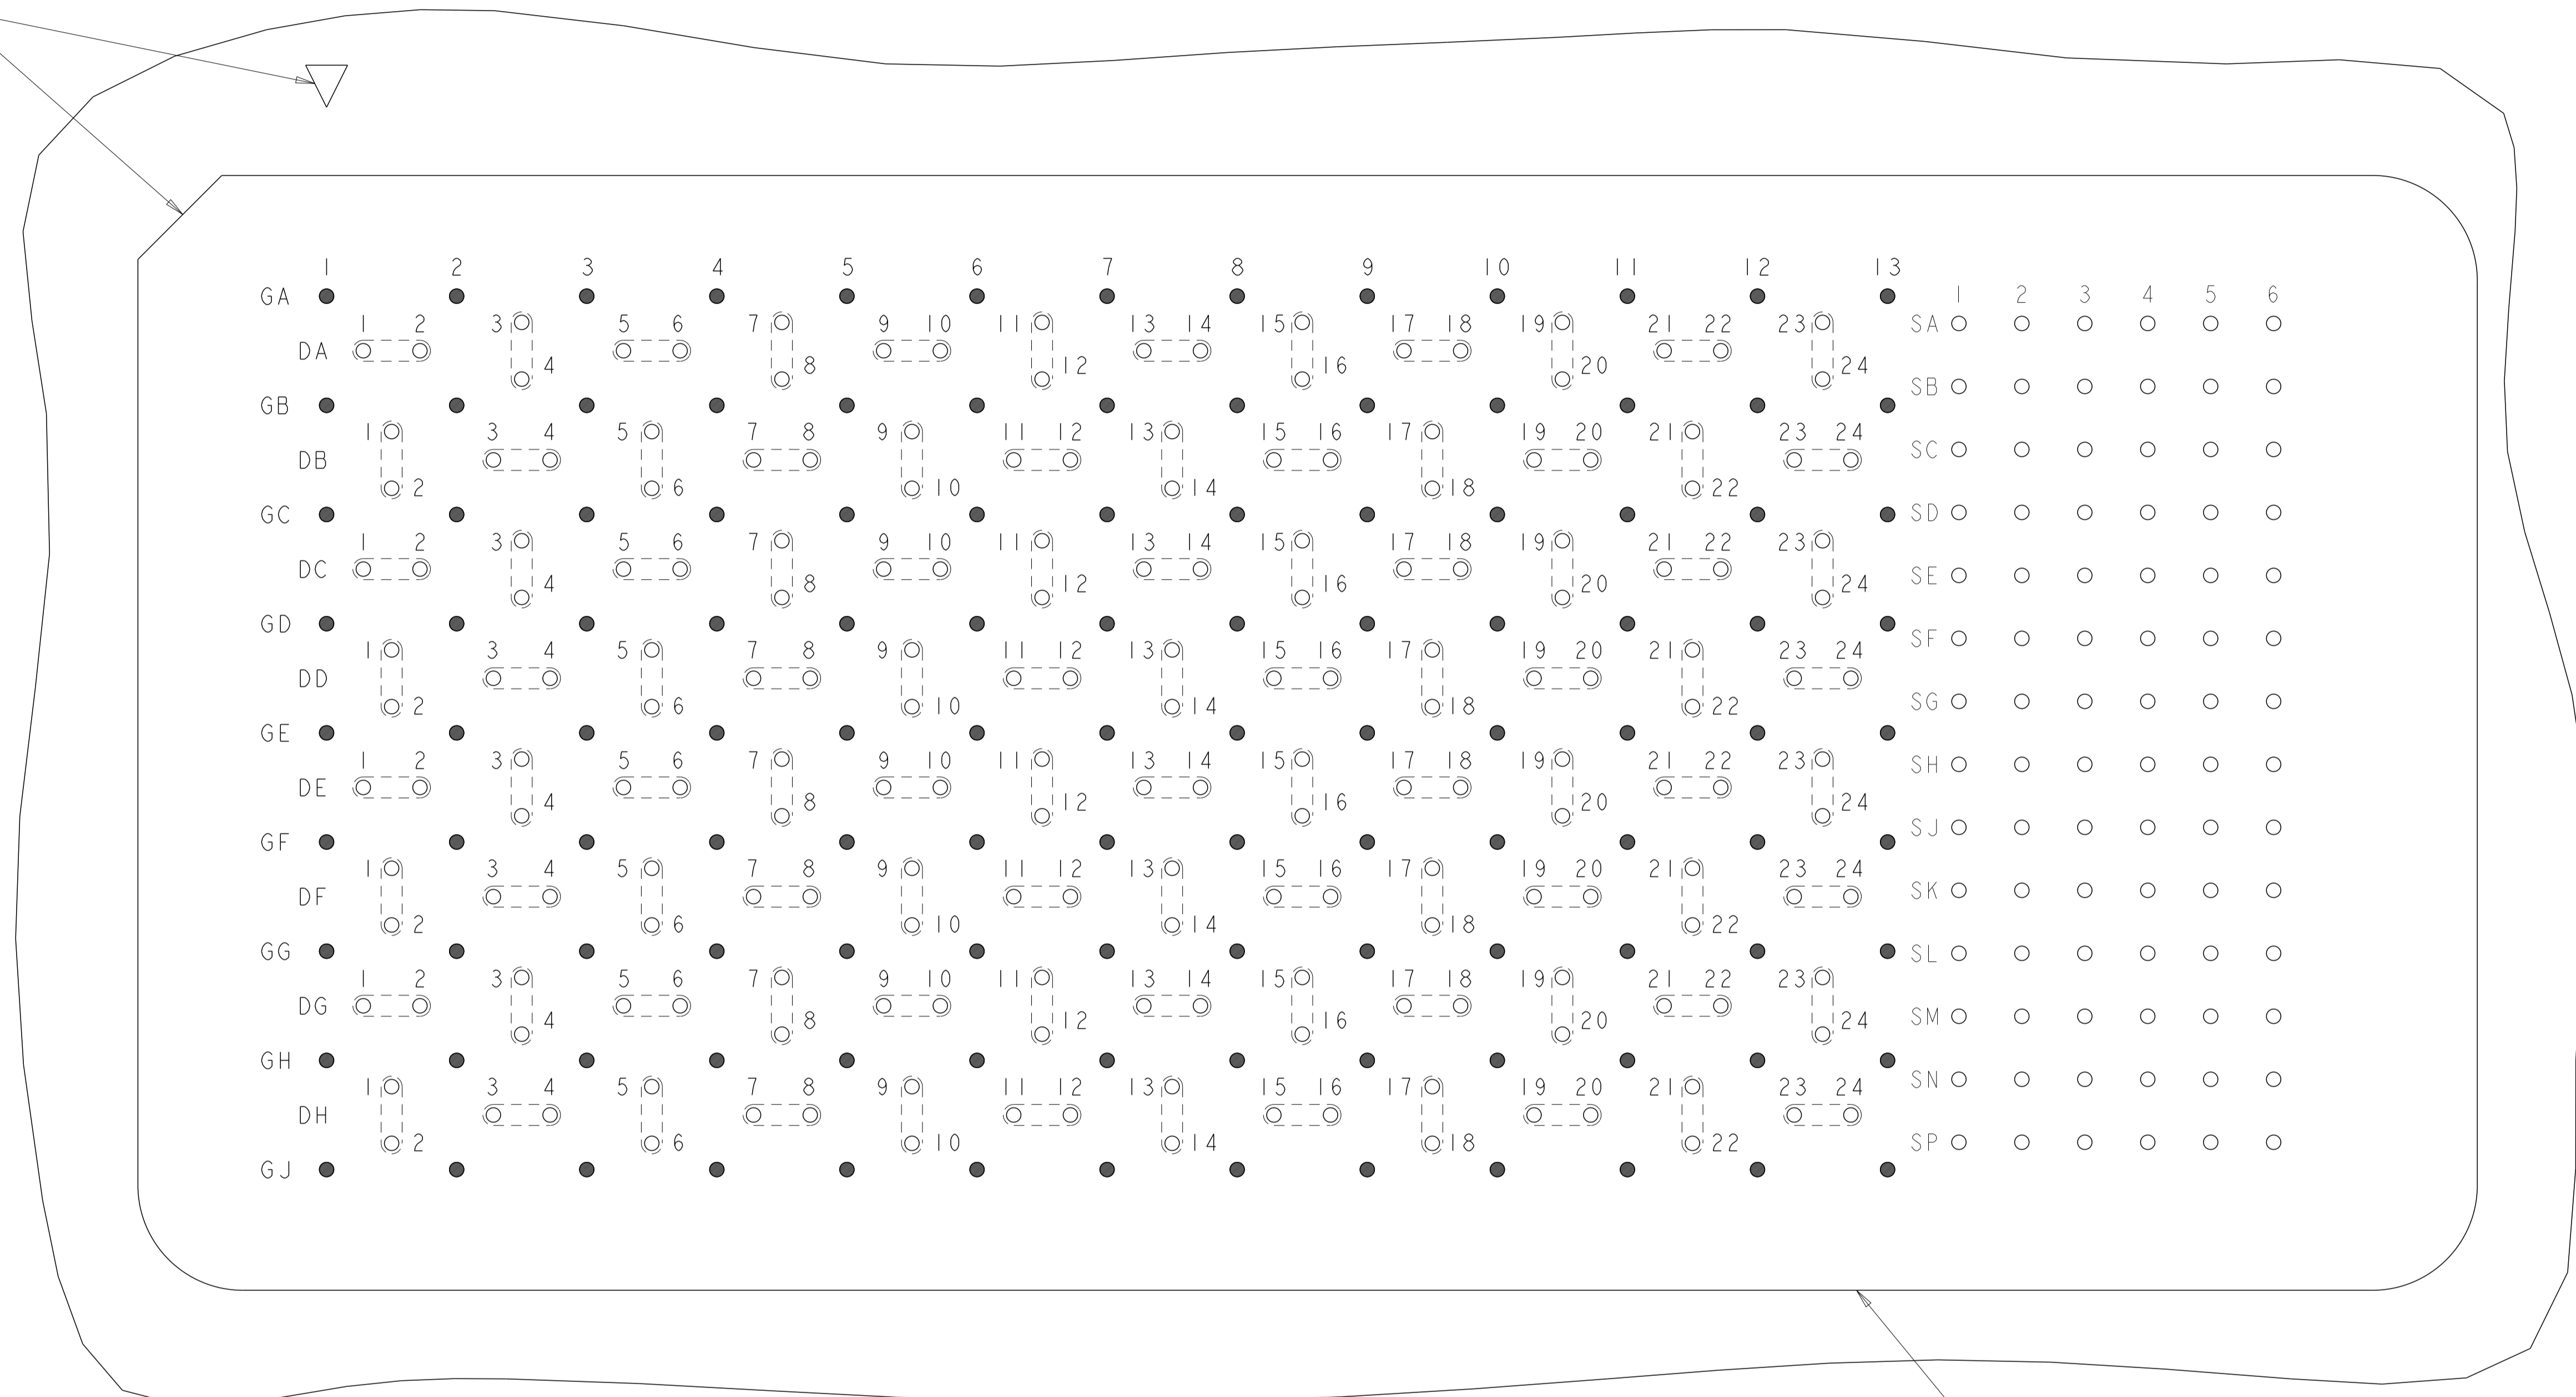 1 2 3 4 5 6 7 8 9 10 11 12 13
GA 1 2 3 4 5 6
1 2 3 5 6 7 9 10 11 13 14 15 17 18 19 21 22 23 SA
DA 4 8 12 16 20 24
SB
GB
1 3 4 5 7 8 9 11 12 13 15 16 17 19 20 21 23 24
DB SC
2 6 10 14 18 22
GC SD
1 2 3 5 6 7 9 10 11 13 14 15 17 18 19 21 22 23
DC 4 8 12 16 20 24 SE
GD
SF
1 3 4 5 7 8 9 11 12 13 15 16 17 19 20 21 23 24
DD
2 6 10 14 18 22 SG
GE
1 2 3 5 6 7 9 10 11 13 14 15 17 18 19 21 22 23 SH
DE 4 8 12 16 20 24
SJ
GF
1 3 4 5 7 8 9 11 12 13 15 16 17 19 20 21 23 24
DF SK
2 6 10 14 18 22
GG SL
1 2 3 5 6 7 9 10 11 13 14 15 17 18 19 21 22 23
DG 4 8 12 16 20 24 SM
GH
SN
1 3 4 5 7 8 9 11 12 13 15 16 17 19 20 21 23 24
DH
2 6 10 14 18 22 SP
GJ